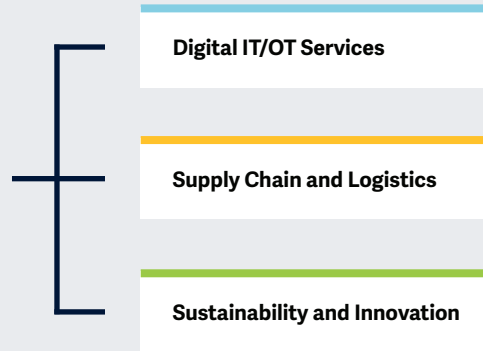 Digital IT/OT Services
Supply Chain and Logistics
Sustainability and Innovation